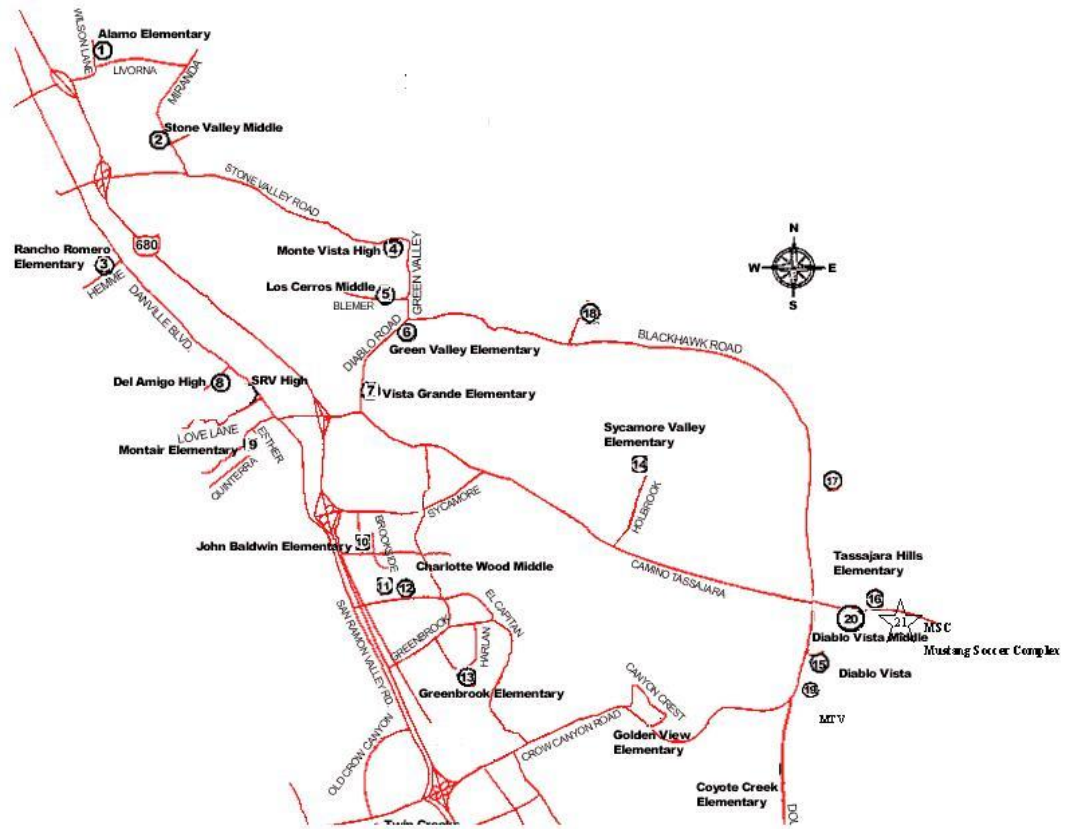 WILSON LANE
Alamo Elementary
1
LIVORNA
MIRANDA
Stone Valley Middle
2
STONE VALLEY ROAD
680
Rancho Romero
Elementary
3
HEMME
DANVILLE BLVD.
Monte Vista High
4
GREEN VALLEY
Los Cerros Middle
5
BLEMER
DIABLO ROAD
6
Green Valley Elementary
N
W
E
S
18
BLACKHAWK ROAD
Del Amigo High
8
SRV High
7
Vista Grande Elementary
LOVE LANE
ESTHER
Montair Elementary
9
QUINTERRA
Sycamore Valley
Elementary
14
HOLBROOK
17
SYCAMORE
BROOKSIDE
John Baldwin Elementary
10
Charlotte Wood Middle
11
12
CAMINO TASSAJARA
Tassajara Hills
Elementary
16
20
21
MSC
Diablo Vista Middle
Mustang Soccer Complex
15
Diablo Vista
19
MTV
SAN RAMON VALLEY RD.
GREENBROOK
EL CAPITAN
HARLAN
13
Greenbrook Elementary
CANYON CREST
CROW CANYON ROAD
Golden View
Elementary
OLD CROW CANYON
Coyote Creek
Elementary